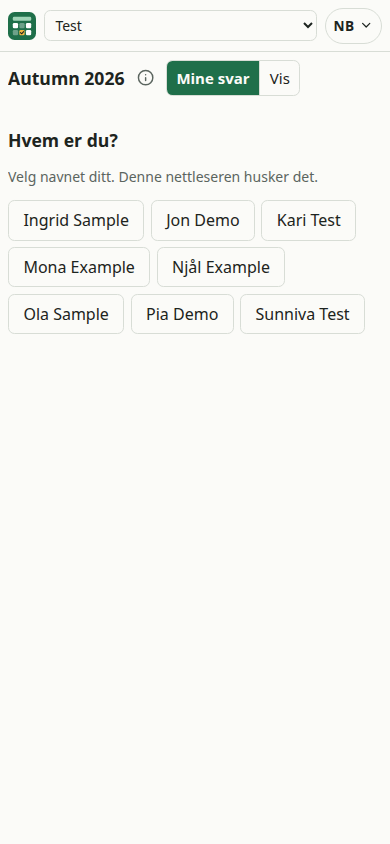 Test
NB
Autumn 2026
Mine svar
Vis
Hvem er du?
Velg navnet ditt. Denne nettleseren husker det.
Ingrid Sample
Jon Demo
Kari Test
Mona Example
Njål Example
Ola Sample
Pia Demo
Sunniva Test